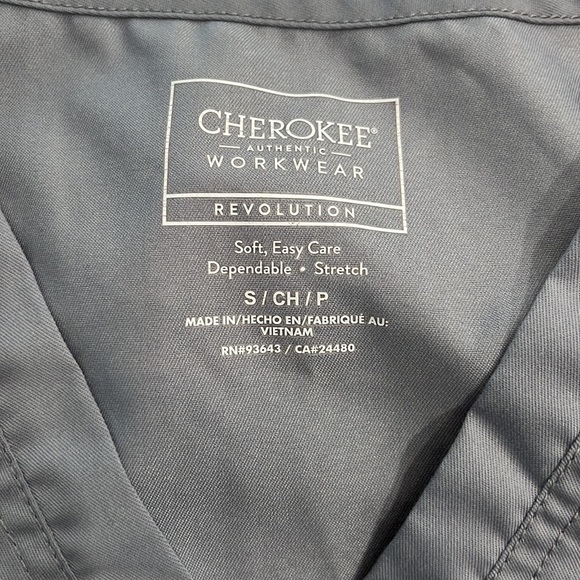 CHEROKEE®
AUTHENTIC
WORKWEAR
REVOLUTION
Soft, Easy Care
Dependable • Stretch
S / CH / P
MADE IN/HECHO EN/FABRIQUÉ AU:
VIETNAM
RN#93643 / CA#24480